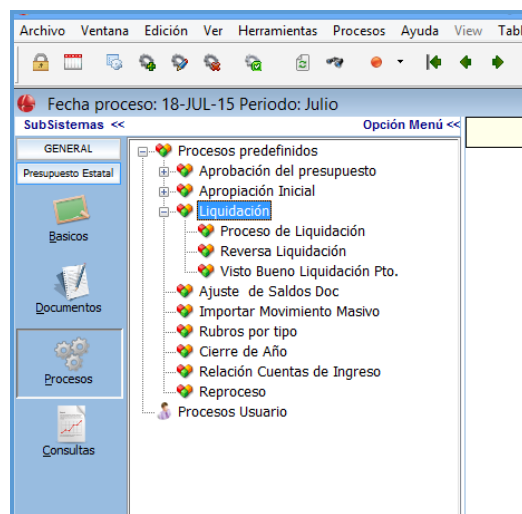 Archivo Ventana Edición Ver Herramientas Procesos Ayuda View Tabl
Fecha proceso: 18-JUL-15 Periodo: Julio
SubSistemas << Opción Menú <<
GENERAL
Presupuesto Estatal
Basicos
Documentos
Procesos
Consultas
Procesos predefinidos
Aprobación del presupuesto
Apropiación Inicial
Liquidación
Proceso de Liquidación
Reversa Liquidación
Visto Bueno Liquidación Pto.
Ajuste de Saldos Doc
Importar Movimiento Masivo
Rubros por tipo
Cierre de Año
Relación Cuentas de Ingreso
Reproceso
Procesos Usuario